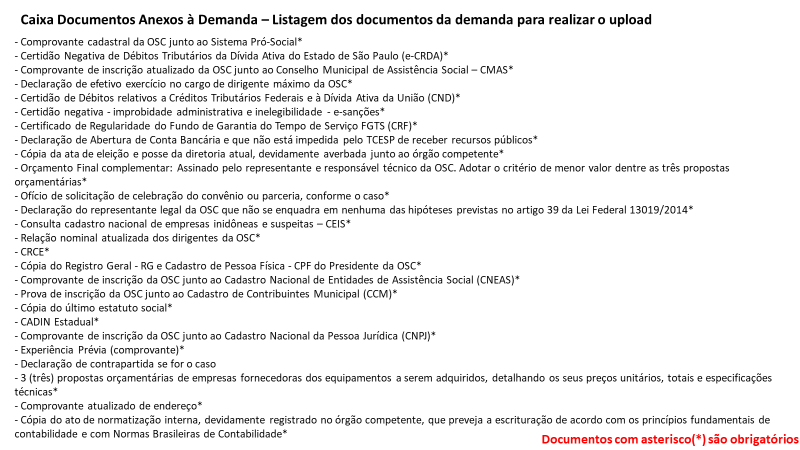 Caixa Documentos Anexos à Demanda – Listagem dos documentos da demanda para realizar o upload
- Comprovante cadastral da OSC junto ao Sistema Pró-Social*
- Certidão Negativa de Débitos Tributários da Dívida Ativa do Estado de São Paulo (e-CRDA)*
- Comprovante de inscrição atualizado da OSC junto ao Conselho Municipal de Assistência Social – CMAS*
- Declaração de efetivo exercício no cargo de dirigente máximo da OSC*
- Certidão de Débitos relativos a Créditos Tributários Federais e à Dívida Ativa da União (CND)*
- Certidão negativa - improbidade administrativa e inelegibilidade - e-sanções*
- Certificado de Regularidade do Fundo de Garantia do Tempo de Serviço FGTS (CRF)*
- Declaração de Abertura de Conta Bancária e que não está impedida pelo TCESP de receber recursos públicos*
- Cópia da ata de eleição e posse da diretoria atual, devidamente averbada junto ao órgão competente*
- Orçamento Final complementar: Assinado pelo representante e responsável técnico da OSC. Adotar o critério de menor valor dentre as três propostas
orçamentárias*
- Ofício de solicitação de celebração do convênio ou parceria, conforme o caso*
- Declaração do representante legal da OSC que não se enquadra em nenhuma das hipóteses previstas no artigo 39 da Lei Federal 13019/2014*
- Consulta cadastro nacional de empresas inidôneas e suspeitas – CEIS*
- Relação nominal atualizada dos dirigentes da OSC*
- CRCE*
- Cópia do Registro Geral - RG e Cadastro de Pessoa Física - CPF do Presidente da OSC*
- Comprovante de inscrição da OSC junto ao Cadastro Nacional de Entidades de Assistência Social (CNEAS)*
- Prova de inscrição da OSC junto ao Cadastro de Contribuintes Municipal (CCM)*
- Cópia do último estatuto social*
- CADIN Estadual*
- Comprovante de inscrição da OSC junto ao Cadastro Nacional da Pessoa Jurídica (CNPJ)*
- Experiência Prévia (comprovante)*
- Declaração de contrapartida se for o caso
- 3 (três) propostas orçamentárias de empresas fornecedoras dos equipamentos a serem adquiridos, detalhando os seus preços unitários, totais e especificações
técnicas*
- Comprovante atualizado de endereço*
- Cópia do ato de normatização interna, devidamente registrado no órgão competente, que preveja a escrituração de acordo com os princípios fundamentais de
contabilidade e com Normas Brasileiras de Contabilidade*
Documentos com asterisco(*) são obrigatórios